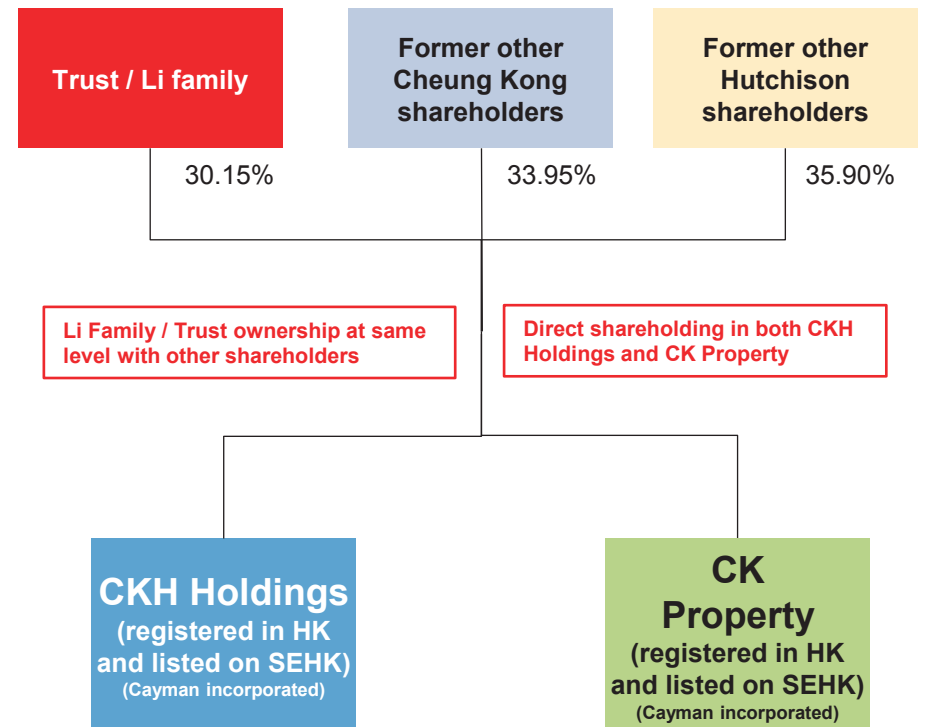 Trust / Li family
Former other
Cheung Kong
shareholders
Former other
Hutchison
shareholders
30.15%
33.95%
35.90%
Li Family / Trust ownership at same
level with other shareholders
Direct shareholding in both CKH
Holdings and CK Property
CKH Holdings
(registered in HK
and listed on SEHK)
(Cayman incorporated)
CK
Property
(registered in HK
and listed on SEHK)
(Cayman incorporated)